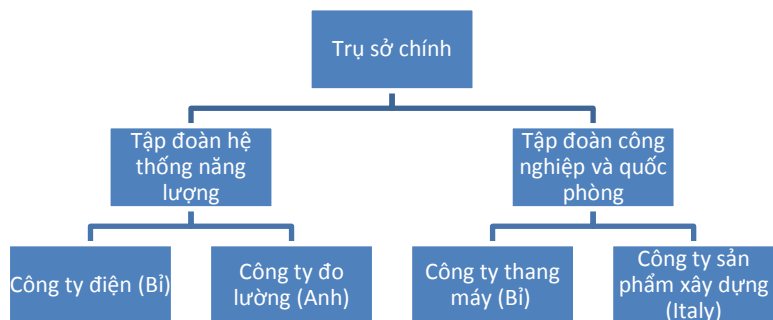 Trụ sở chính
Tập đoàn hệ
thống năng
lượng
Tập đoàn công
nghiệp và quốc
phòng
Công ty điện (Bỉ)
Công ty đo
lường (Anh)
Công ty thang
máy (Bỉ)
Công ty sản
phẩm xây dựng
(Italy)